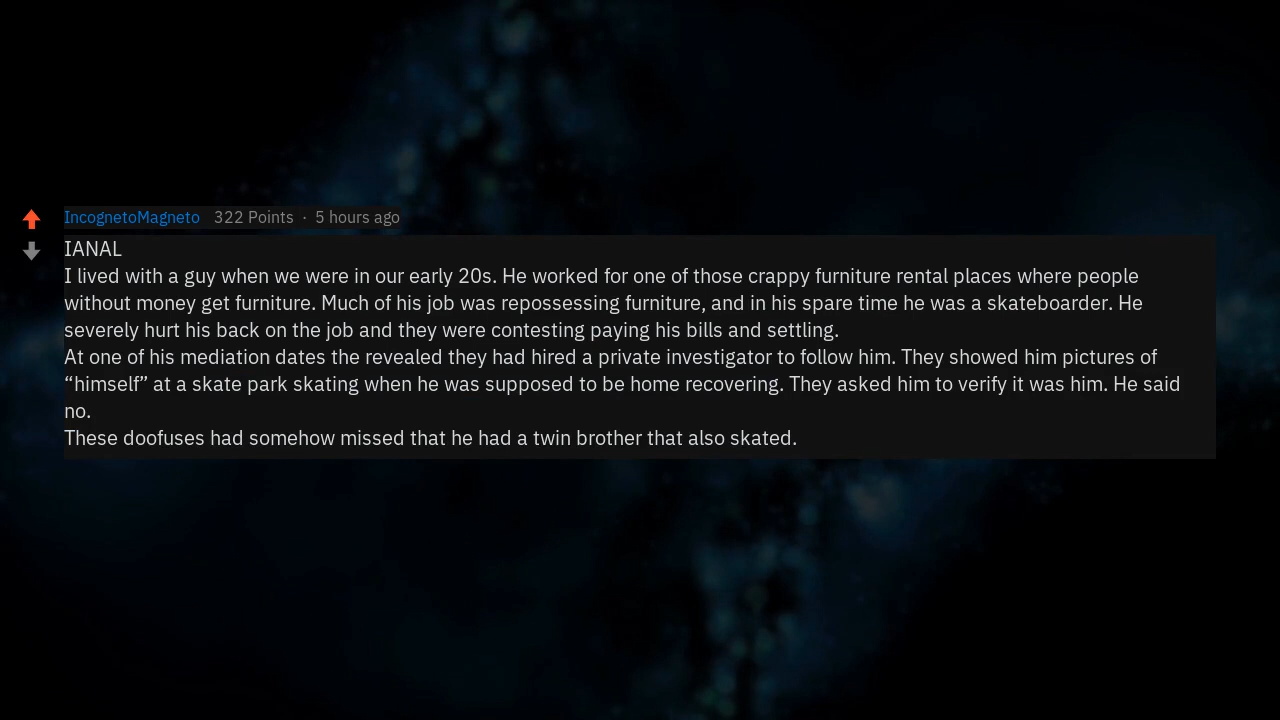 IncognetoMagneto 322 Points · 5 hours ago
IANAL
I lived with a guy when we were in our early 20s. He worked for one of those crappy furniture rental places where people
without money get furniture. Much of his job was repossessing furniture, and in his spare time he was a skateboarder. He
severely hurt his back on the job and they were contesting paying his bills and settling.
At one of his mediation dates the revealed they had hired a private investigator to follow him. They showed him pictures of
“himself” at a skate park skating when he was supposed to be home recovering. They asked him to verify it was him. He said
no.
These doofuses had somehow missed that he had a twin brother that also skated.